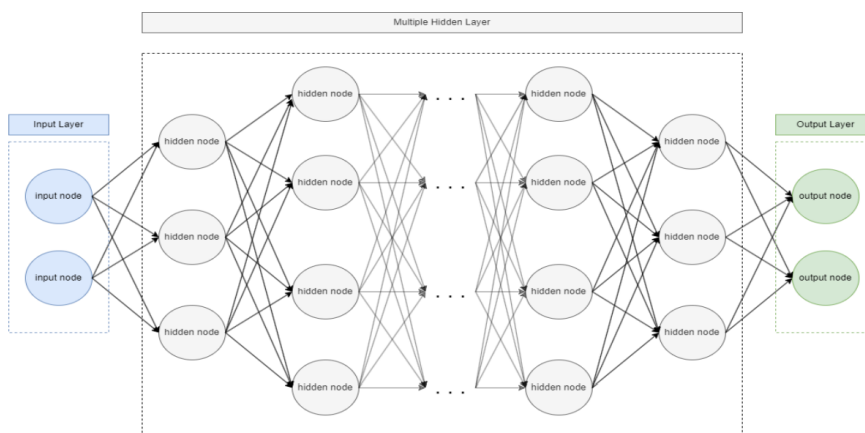 Multiple Hidden Layer
Input Layer
input node
input node
hidden node
hidden node
hidden node
hidden node
hidden node
hidden node
hidden node
. . .
. . .
. . .
. . .
hidden node
hidden node
hidden node
hidden node
hidden node
hidden node
hidden node
Output Layer
output node
output node